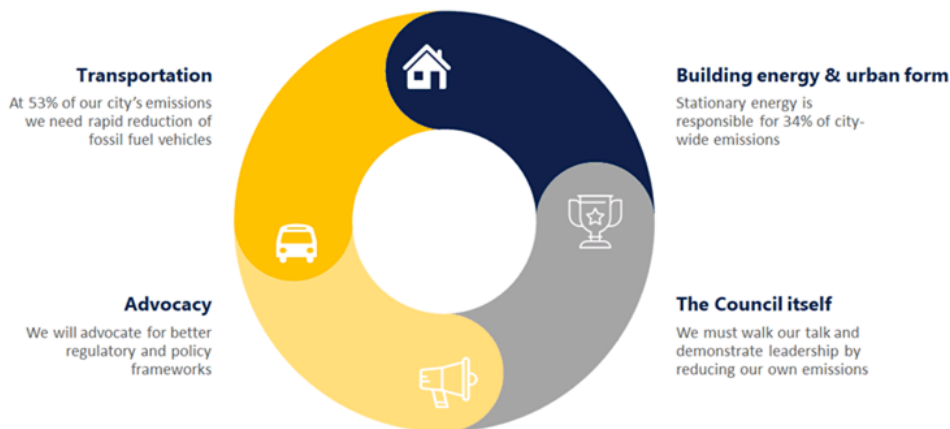 Transportation
At 53% of our city's emissions
we need rapid reduction of
fossil fuel vehicles
Building energy & urban form
Stationary energy is
responsible for 34% of city-
wide emissions
Advocacy
We will advocate for better
regulatory and policy
frameworks
The Council itself
We must walk our talk and
demonstrate leadership by
reducing our own emissions